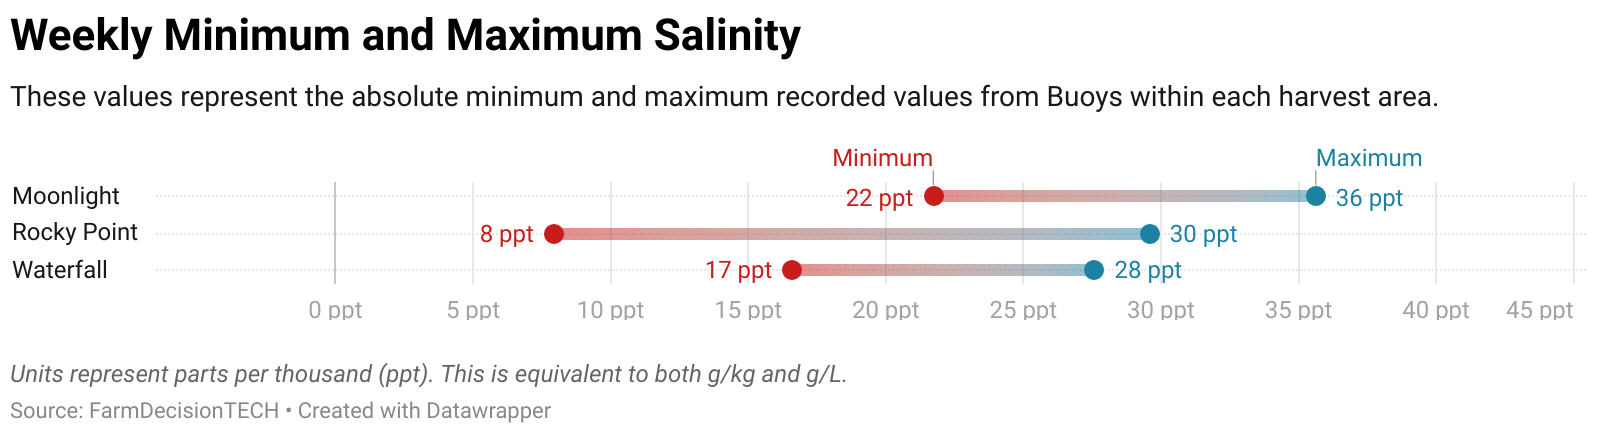 Weekly Minimum and Maximum Salinity
These values represent the absolute minimum and maximum recorded values from Buoys within each harvest area.
Minimum Maximum
Moonlight 22 ppt 36 ppt
Rocky Point 8 ppt 30 ppt
Waterfall 17 ppt 28 ppt
0 ppt 5 ppt 10 ppt 15 ppt 20 ppt 25 ppt 30 ppt 35 ppt 40 ppt 45 ppt
Units represent parts per thousand (ppt). This is equivalent to both g/kg and g/L.
Source: FarmDecisionTECH • Created with Datawrapper